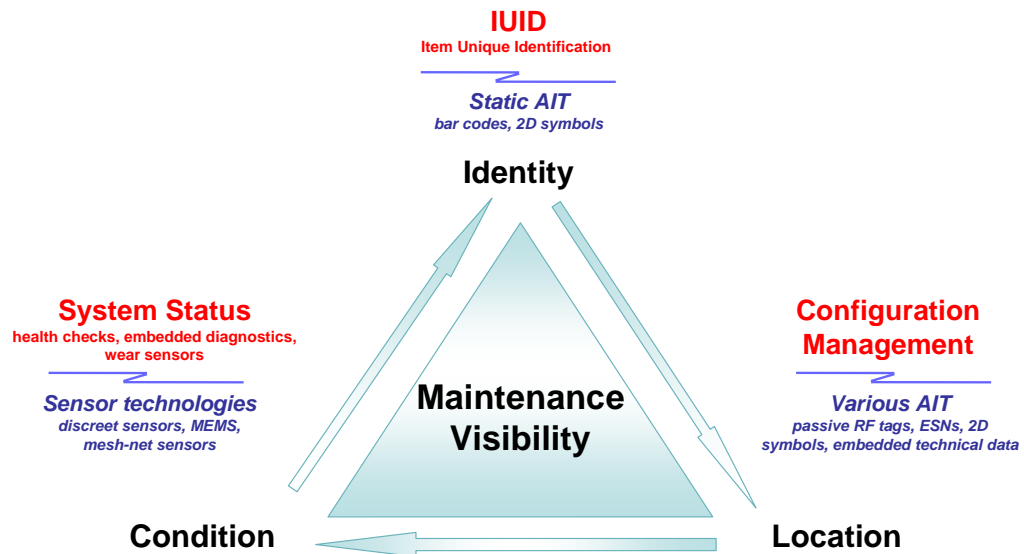 IUID
Item Unique Identification
Static AIT
bar codes, 2D symbols
Identity
System Status
health checks, embedded diagnostics,
wear sensors
Sensor technologies
discreet sensors, MEMS,
mesh-net sensors
Configuration
Management
Various AIT
passive RF tags, ESNs, 2D
symbols, embedded technical data
Maintenance
Visibility
Condition
Location